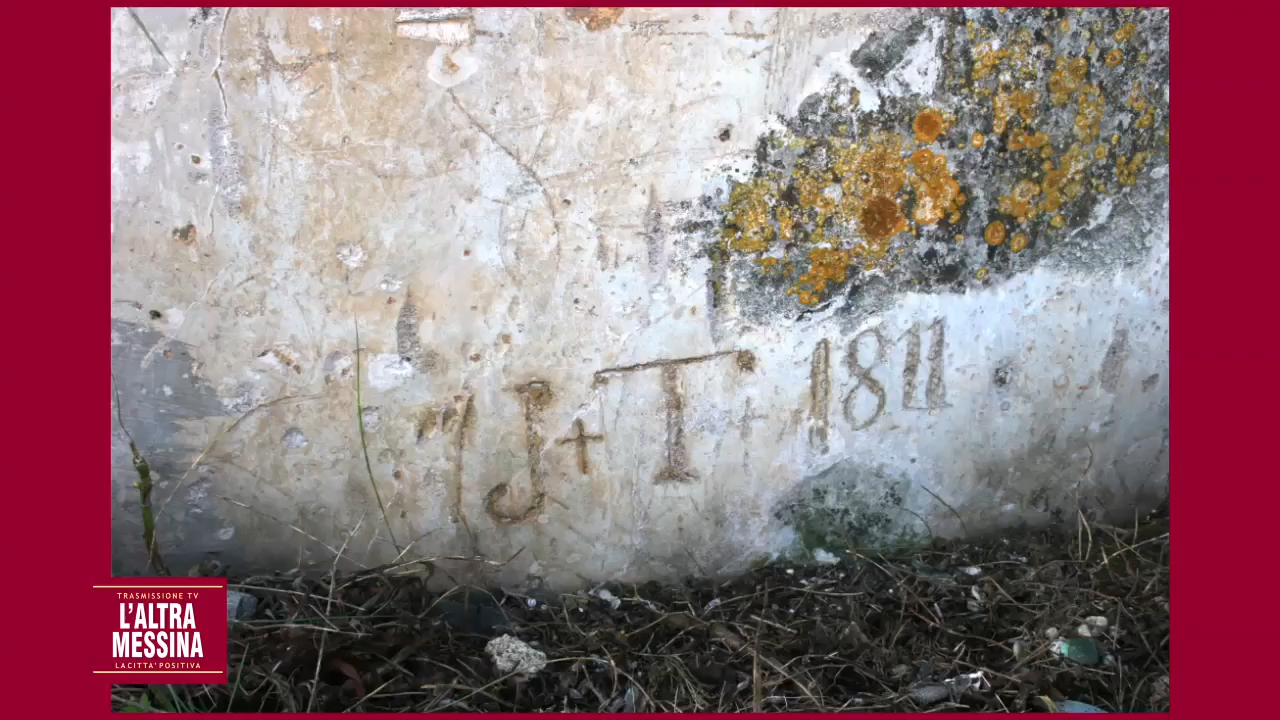 J + T + 1811
TRASMISSIONE TV
L'ALTRA
MESSINA
LA CITTA' POSITIVA